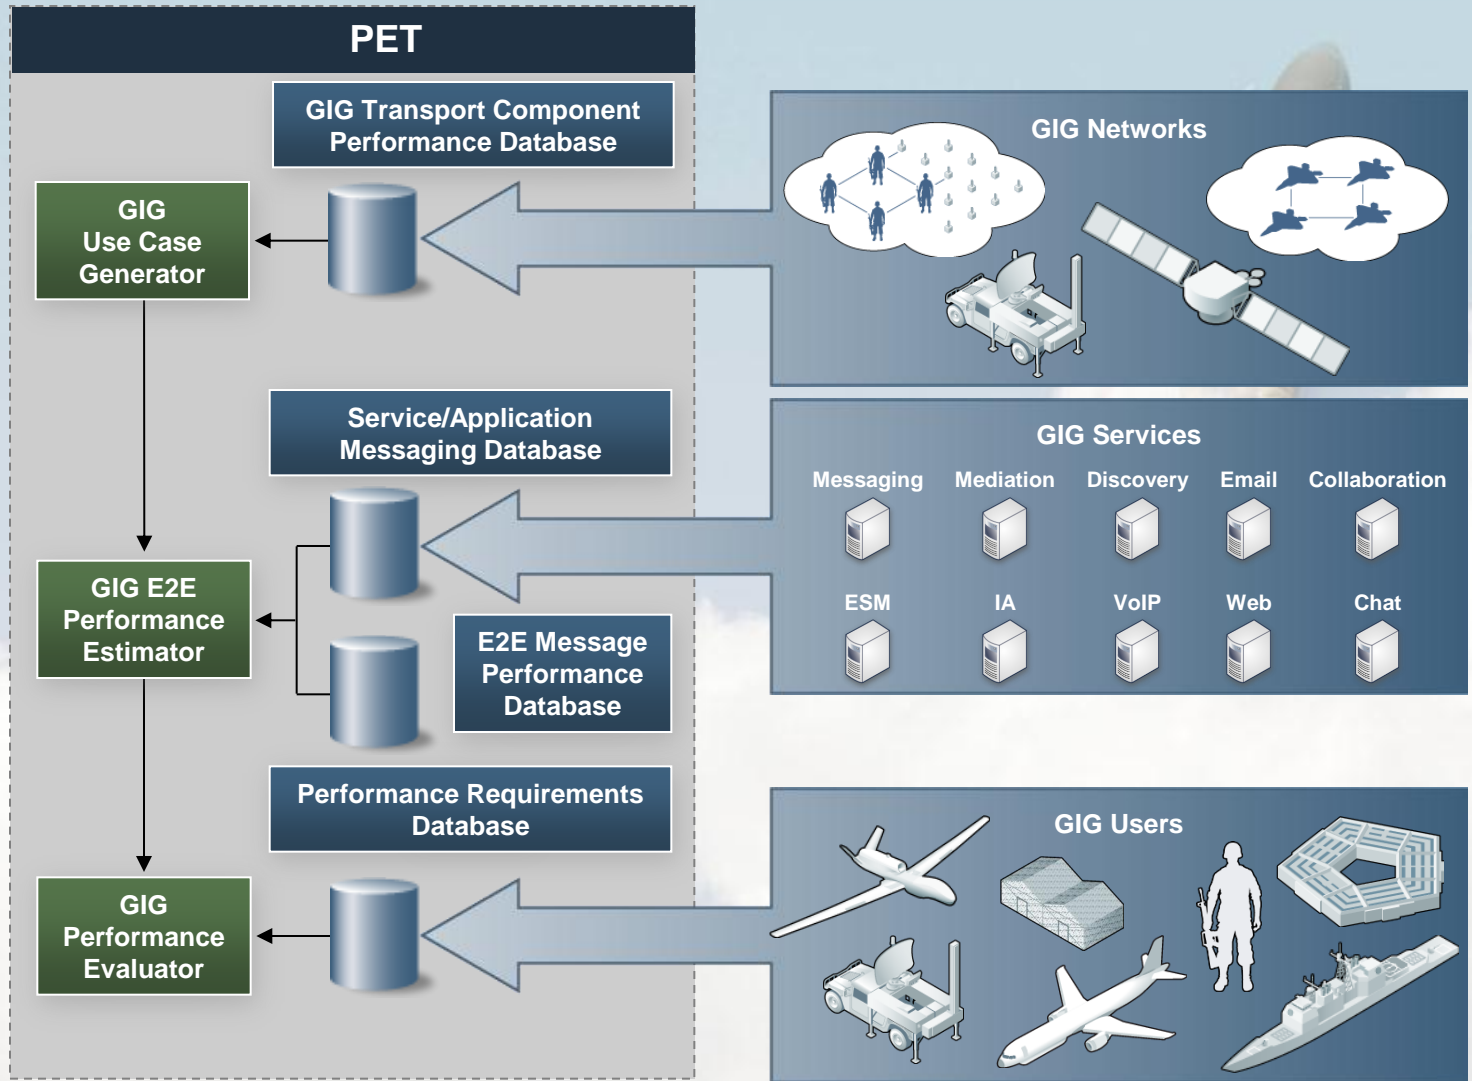 PET
GIG Transport Component
Performance Database
GIG
Use Case
Generator
Service/Application
Messaging Database
GIG E2E
Performance
Estimator
E2E Message
Performance
Database
Performance Requirements
Database
GIG
Performance
Evaluator
GIG Networks
GIG Services
Messaging
Mediation
Discovery
Email
Collaboration
ESM
IA
VoIP
Web
Chat
GIG Users